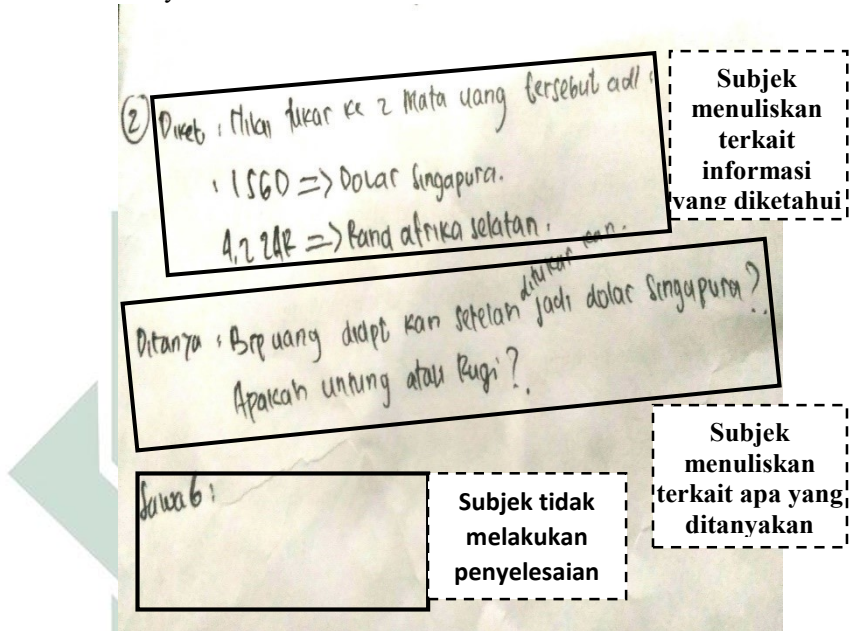 ② Diket : Nilai tukar ke 2 Mata uang tersebut adl :
: 1 SGD => Dolar Singapura.
4,2 ZAR => Rand afrika selatan.
Subjek
menuliskan
terkait
informasi
yang diketahui
Ditanya : Brp uang didpt kan setelah ditukar kan jadi dolar Singapura?
Apakah untung atau Rugi?
Subjek
menuliskan
terkait apa yang
ditanyakan
Jawab :
Subjek tidak
melakukan
penyelesaian